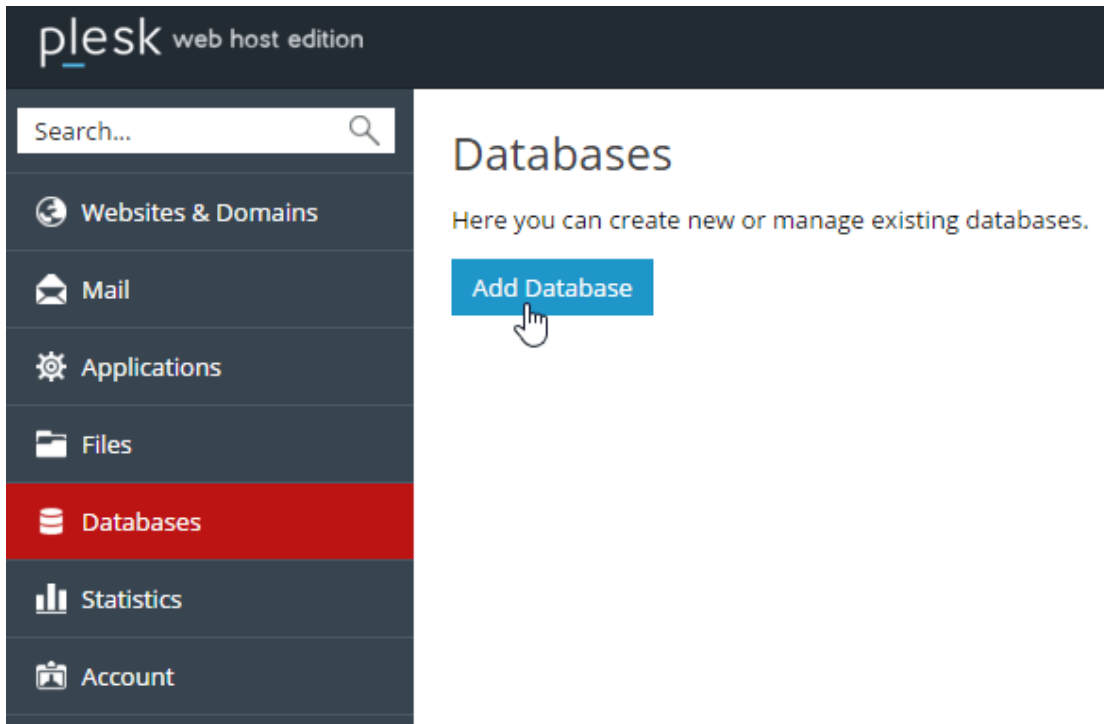 plesk web host edition
Search...
Websites & Domains
Mail
Applications
Files
Databases
Statistics
Account
Databases
Here you can create new or manage existing databases.
Add Database